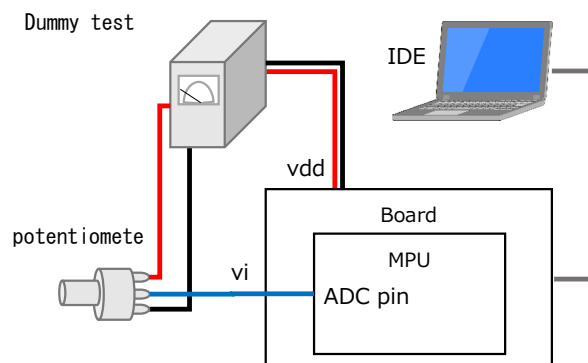 Dummy test
IDE
vdd
Board
potentiomete
MPU
vi
ADC pin